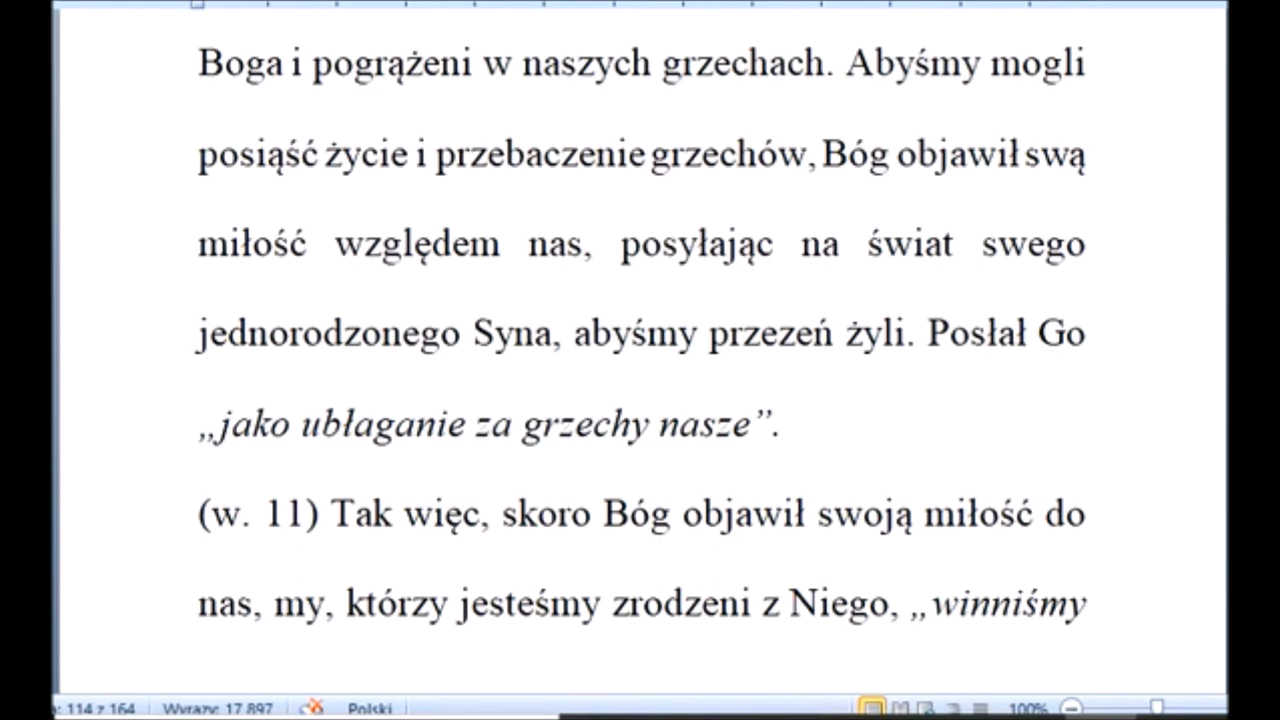 Boga i pogrążeni w naszych grzechach. Abyśmy mogli
posiąść życie i przebaczenie grzechów, Bóg objawił swą
miłość względem nas, posyłając na świat swego
jednorodzonego Syna, abyśmy przezeń żyli. Posłał Go
„jako ubłaganie za grzechy nasze”.
(w. 11) Tak więc, skoro Bóg objawił swoją miłość do
nas, my, którzy jesteśmy zrodzeni z Niego, „winniśmy
: 114 z 164 Wyrazy: 17 897 Polski 100%